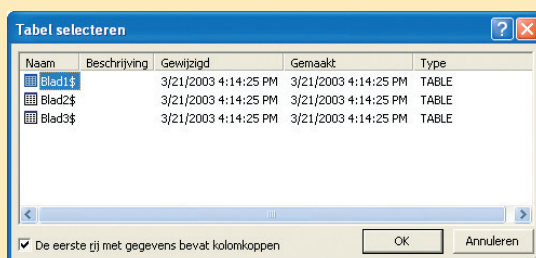 Tabel selecteren
Naam Beschrijving Gewijzigd Gemaakt Type
Blad1$ 3/21/2003 4:14:25 PM 3/21/2003 4:14:25 PM TABLE
Blad2$ 3/21/2003 4:14:25 PM 3/21/2003 4:14:25 PM TABLE
Blad3$ 3/21/2003 4:14:25 PM 3/21/2003 4:14:25 PM TABLE
De eerste rij met gegevens bevat kolomkoppen OK Annuleren